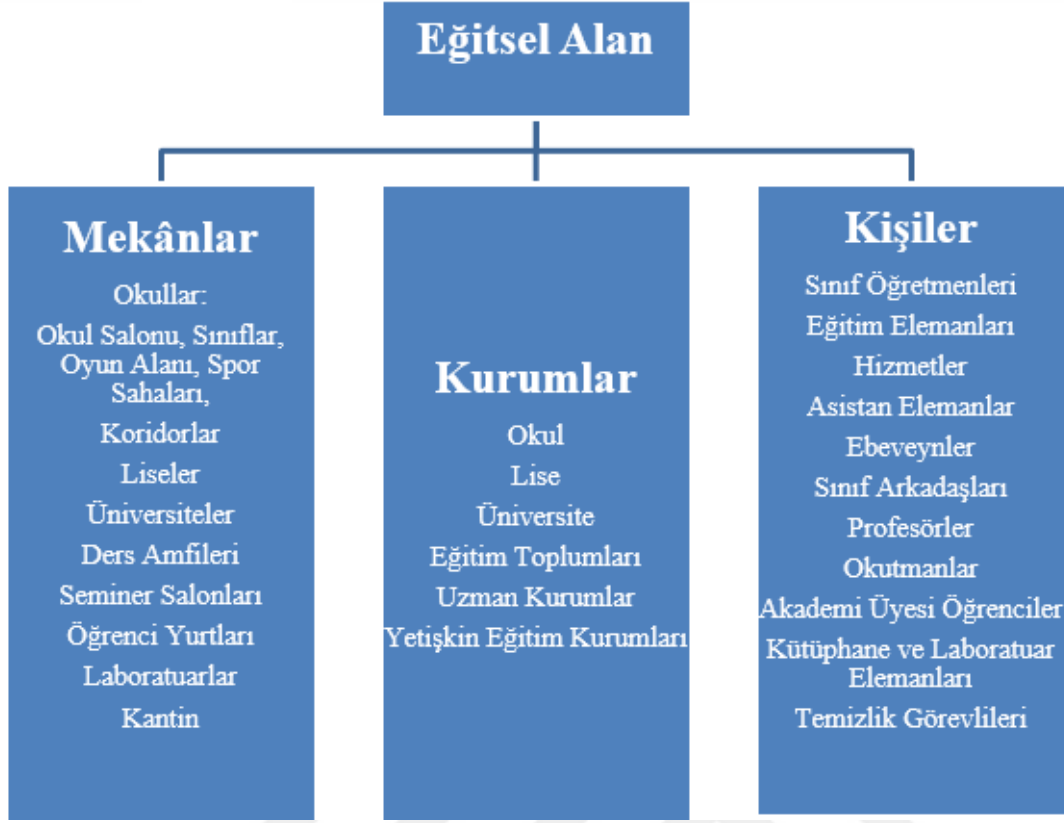 Eğitsel Alan
Mekânlar
Okullar:
Okul Salonu, Sınıflar,
Oyun Alanı, Spor
Sahaları,
Koridorlar
Liseler
Üniversiteler
Ders Amfileri
Seminer Salonları
Öğrenci Yurtları
Laboratuarlar
Kantin
Kurumlar
Okul
Lise
Üniversite
Eğitim Toplumları
Uzman Kurumlar
Yetişkin Eğitim Kurumları
Kişiler
Sınıf Öğretmenleri
Eğitim Elemanları
Hizmetler
Asistan Elemanlar
Ebeveynler
Sınıf Arkadaşları
Profesörler
Okutmanlar
Akademi Üyesi Öğrenciler
Kütüphane ve Laboratuar
Elemanları
Temizlik Görevlileri